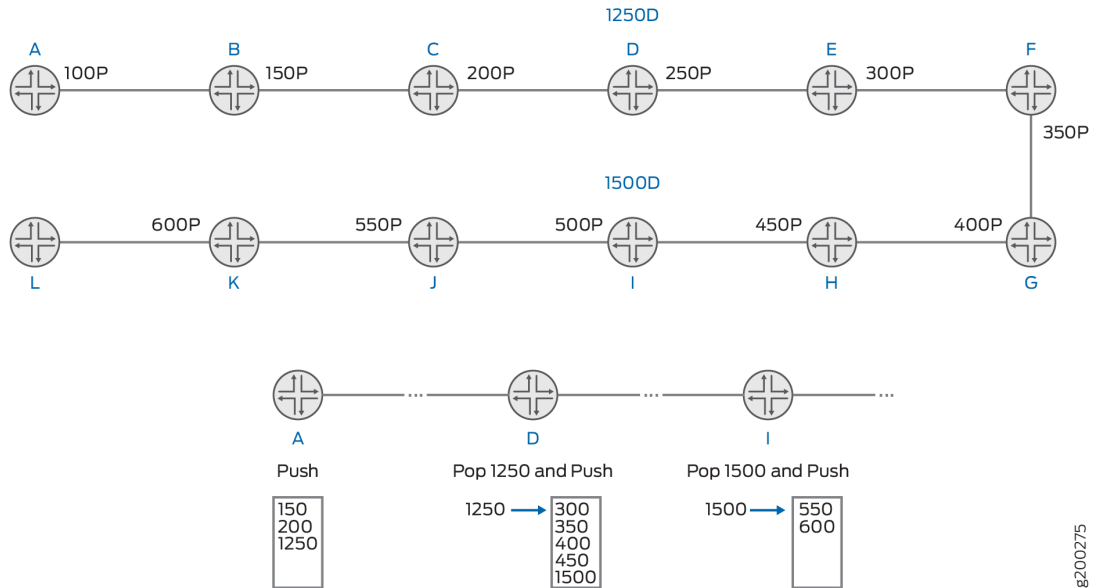 1250D
A B C D E F
100P 150P 200P 250P 300P
350P
1500D
600P 550P 500P 450P 400P
L K J I H G
A D I
Push Pop 1250 and Push Pop 1500 and Push
150 1250 300 1500 550
200 350 600
1250 400
450
1500
g200275